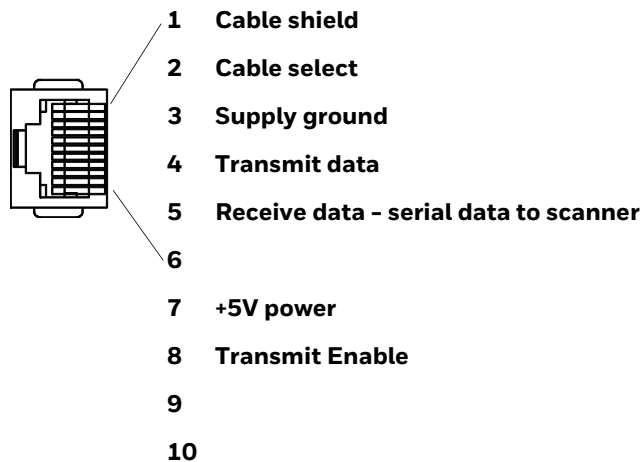 1 Cable shield
2 Cable select
3 Supply ground
4 Transmit data
5 Receive data - serial data to scanner
6
7 +5V power
8 Transmit Enable
9
10